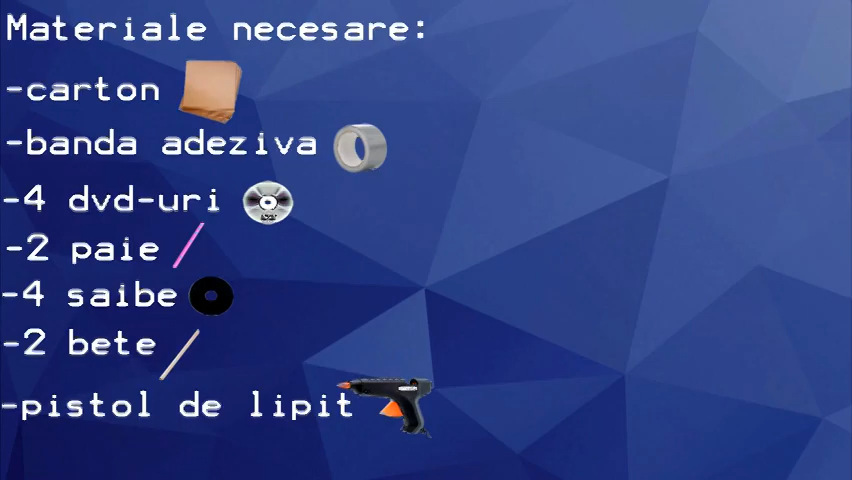 Materiale necesare:
-carton
-banda adeziva
-4 dvd-uri
-2 paie
-4 saibe
-2 bete
-pistol de lipit